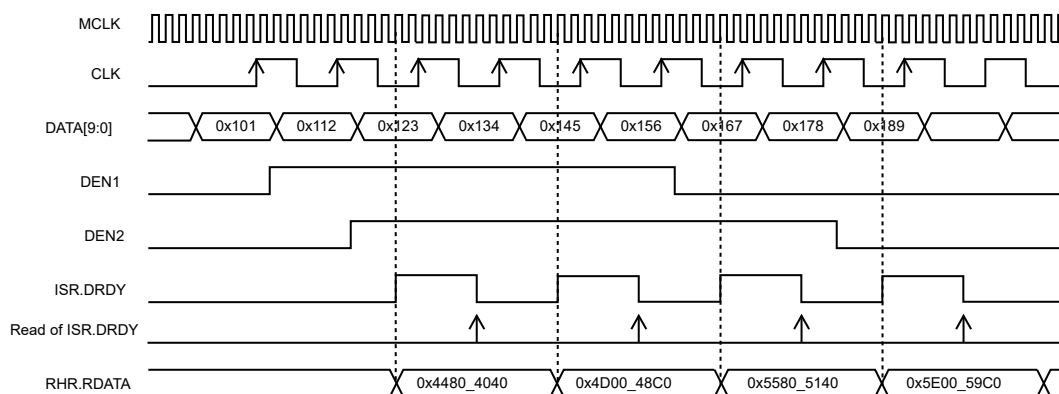 MCLK
CLK
DATA[9:0] 0x101 0x112 0x123 0x134 0x145 0x156 0x167 0x178 0x189
DEN1
DEN2
ISR.DRDY
Read of ISR.DRDY
RHR.RDATA 0x4480_4040 0x4D00_48C0 0x5580_5140 0x5E00_59C0